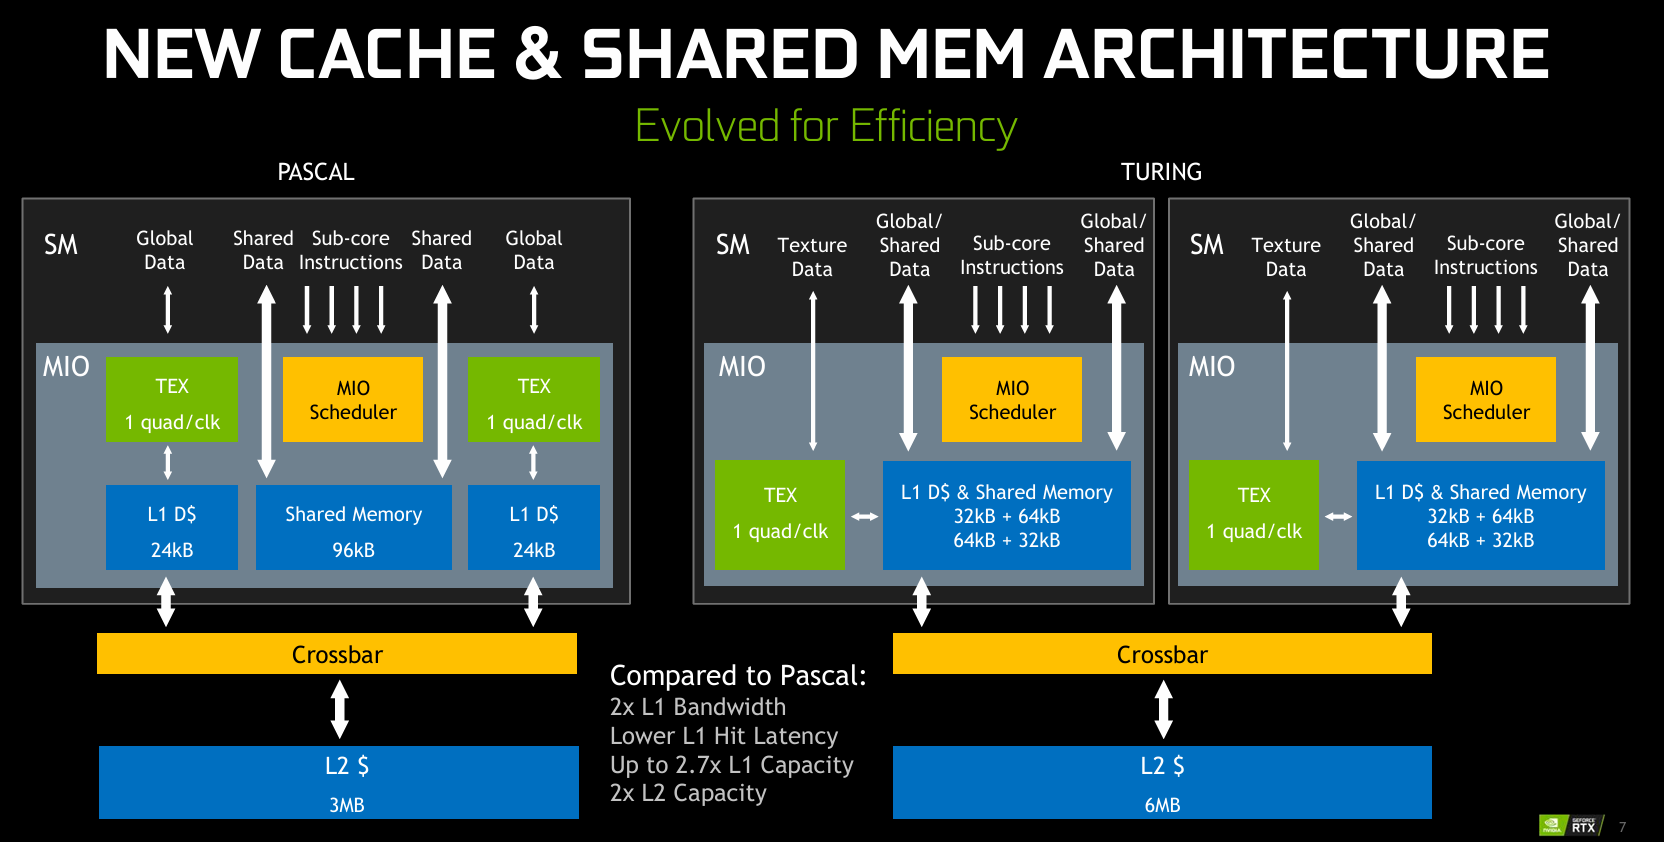 NEW CACHE & SHARED MEM ARCHITECTURE
Evolved for Efficiency
PASCAL
SM
Global
Data
Shared
Data
Sub-core
Instructions
Shared
Data
Global
Data
MIO
TEX
1 quad/clk
MIO
Scheduler
TEX
1 quad/clk
L1 D$
24kB
Shared Memory
96kB
L1 D$
24kB
Crossbar
L2 $
3MB
TURING
SM
Texture
Data
Global/
Shared
Data
Sub-core
Instructions
Global/
Shared
Data
MIO
MIO
Scheduler
TEX
1 quad/clk
L1 D$ & Shared Memory
32kB + 64kB
64kB + 32kB
SM
Texture
Data
Global/
Shared
Data
Sub-core
Instructions
Global/
Shared
Data
MIO
MIO
Scheduler
TEX
1 quad/clk
L1 D$ & Shared Memory
32kB + 64kB
64kB + 32kB
Crossbar
L2 $
6MB
Compared to Pascal:
2x L1 Bandwidth
Lower L1 Hit Latency
Up to 2.7x L1 Capacity
2x L2 Capacity
NVIDIA
GEFORCE
RTX
7